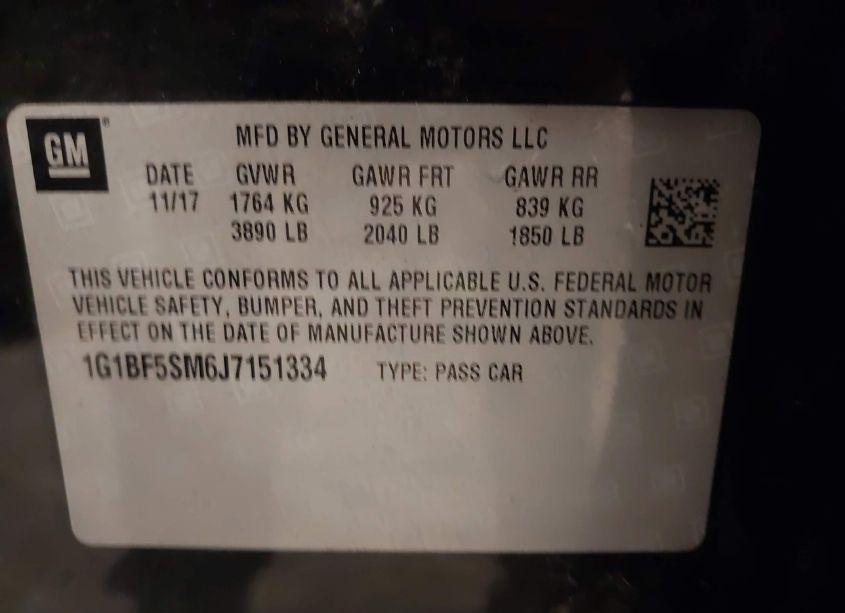 GM ®
MFD BY GENERAL MOTORS LLC
DATE GVWR GAWR FRT GAWR RR
11/17 1764 KG 925 KG 839 KG
3890 LB 2040 LB 1850 LB
THIS VEHICLE CONFORMS TO ALL APPLICABLE U.S. FEDERAL MOTOR
VEHICLE SAFETY, BUMPER, AND THEFT PREVENTION STANDARDS IN
EFFECT ON THE DATE OF MANUFACTURE SHOWN ABOVE.
1G1BF5SM6J7151334 TYPE: PASS CAR